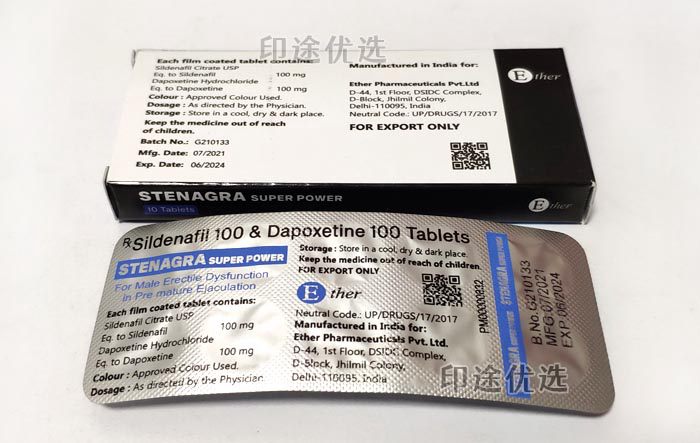 印途优选
Each film coated tablet contains:
Sildenafil Citrate USP
Eq. to Sildenafil : 100 mg
Dapoxetine Hydrochloride
Eq. to Dapoxetine : 100 mg
Colour : Approved Colour Used.
Dosage : As directed by the Physician.
Storage : Store in a cool, dry & dark place.
Keep the medicine out of reach
of children.
Batch No.: G210133
Mfg. Date: 07/2021
Exp. Date: 06/2024
Manufactured in India for:
Ether Pharmaceuticals Pvt.Ltd
D-44, 1st Floor, DSIDC Complex,
D-Block, Jhilmil Colony,
Delhi-110095, India
Neutral Code.: UP/DRUGS/17/2017
FOR EXPORT ONLY
Ether
STENAGRA SUPER POWER
10 Tablets
Ether
℞Sildenafil 100 & Dapoxetine 100 Tablets
STENAGRA SUPER POWER
For Male Erectile Dysfunction
in Pre mature Ejaculation
Each film coated tablet contains:
Sildenafil Citrate USP
Eq. to Sildenafil 100 mg
Dapoxetine Hydrochloride
Eq. to Dapoxetine 100 mg
Colour : Approved Colour Used.
Dosage : As directed by the Physician.
Storage : Store in a cool, dry & dark place.
Keep the medicine out of reach of children.
FOR EXPORT ONLY
Ether
Neutral Code.: UP/DRUGS/17/2017
Manufactured in India for:
Ether Pharmaceuticals Pvt. Ltd.
D-44, 1st Floor, DSIDC Complex,
D-Block, Jhilmil Colony,
Delhi-110095, India
PM00000832
STENAGRA SUPER POWER
B.No.G210133
MFG.07/2021
EXP.06/2024
印途优选